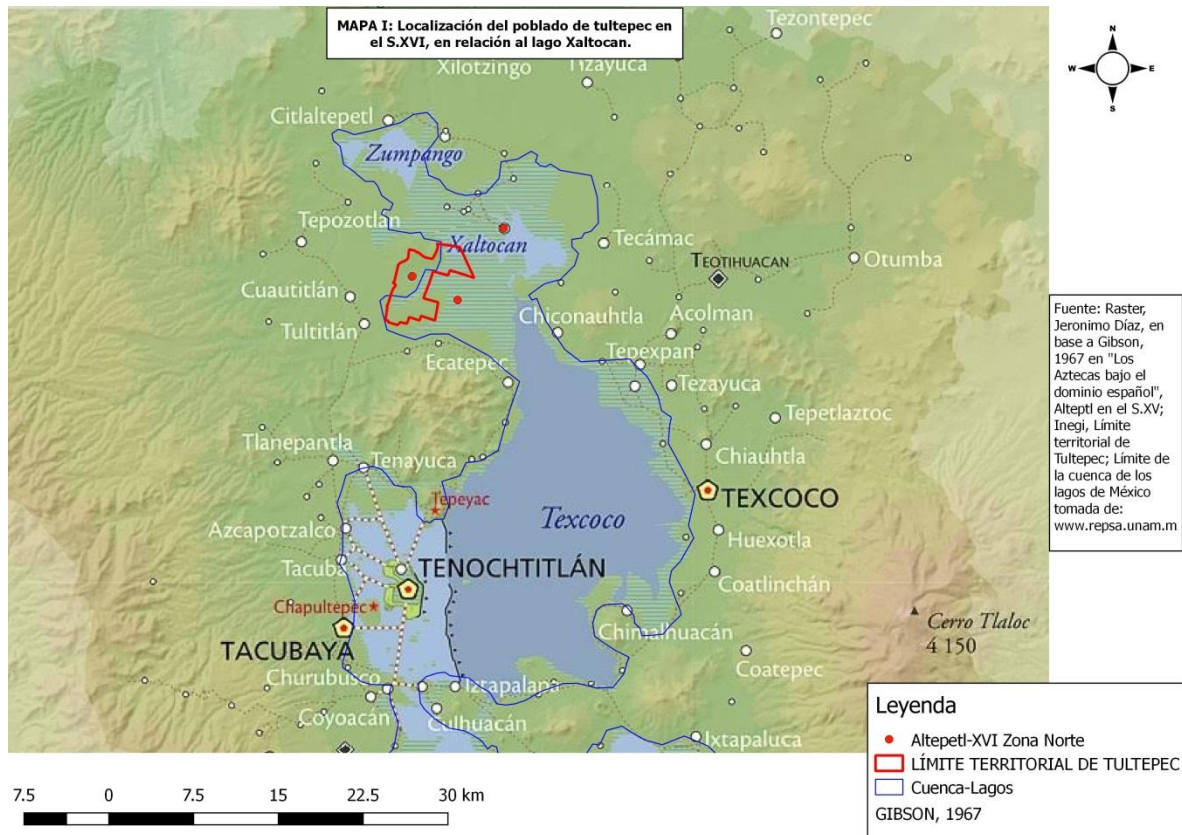 MAPA I: Localización del poblado de tultepec en
el S.XVI, en relación al lago Xaltocan.
N
W
E
S
Tezontepec
Xilotzingo
Tizayuca
Citlaltepetl
Zumpango
Tepozotlán
Xaltocan
Tecámac
TEOTIHUACAN
Otumba
Cuautitlán
Tultitlán
Chiconauhtla
Acolman
Ecatepec
Tepexpan
Tezayuca
Tepetlaztoc
Tlanepantla
Tenayuca
Chiauhtla
Tepeyac
TEXCOCO
Azcapotzalco
Texcoco
Huexotla
Tacuba
TENOCHTITLÁN
Coatlinchán
Chapultepec
Chimalhuacán
Cerro Tlaloc
4 150
TACUBAYA
Coatepec
Churubusco
Iztapalapa
Coyoacán
Culhuacán
Ixtapaluca
Fuente: Raster,
Jeronimo Díaz, en
base a Gibson,
1967 en "Los
Aztecas bajo el
dominio español",
Alteptl en el S.XV;
Inegi, Límite
territorial de
Tultepec; Límite de
la cuenca de los
lagos de México
tomada de:
www.repsa.unam.m
Leyenda
Altepetl-XVI Zona Norte
LÍMITE TERRITORIAL DE TULTEPEC
Cuenca-Lagos
GIBSON, 1967
7.5 0 7.5 15 22.5 30 km